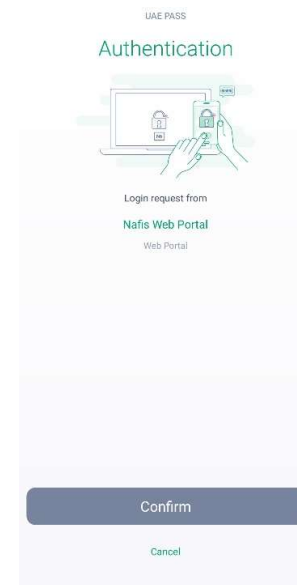 UAE PASS
Authentication
Login request from
Nafis Web Portal
Web Portal
Confirm
Cancel